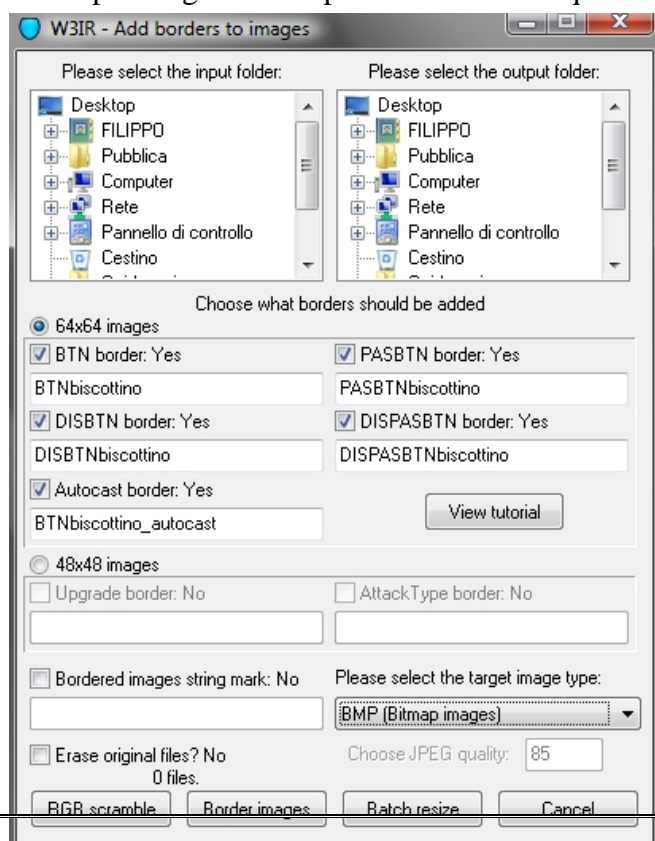 W3IR - Add borders to images
Please select the input folder: Please select the output folder:
Desktop Desktop
FILIPPO FILIPPO
Pubblica Pubblica
Computer Computer
Rete Rete
Pannello di controllo Pannello di controllo
Cestino Cestino
Choose what borders should be added
64x64 images
BTN border: Yes PASBTN border: Yes
BTNbiscottino PASBTNbiscottino
DISBTN border: Yes DISPASBTN border: Yes
DISBTNbiscottino DISPASBTNbiscottino
Autocast border: Yes
BTNbiscottino_autocast View tutorial
48x48 images
Upgrade border: No AttackType border: No
Bordered images string mark: No Please select the target image type:
BMP (Bitmap images)
Erase original files? No Choose JPEG quality: 85
0 files.
RGB scramble Border images Batch resize Cancel